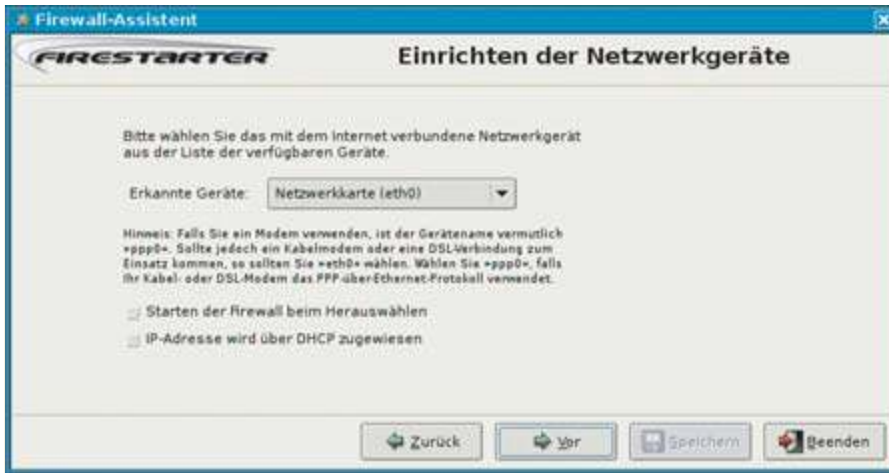 Firewall-Assistent
FIRESTARTER
Einrichten der Netzwerkgeräte
Bitte wählen Sie das mit dem Internet verbundene Netzwerkgerät
aus der Liste der verfügbaren Geräte.
Erkannte Geräte: Netzwerkkarte (eth0)
Hinweis: Falls Sie ein Modem verwenden, ist der Gerätename vermutlich
»ppp0«. Sollte jedoch ein Kabelmodem oder eine DSL-Verbindung zum
Einsatz kommen, so sollten Sie »eth0« wählen. Wählen Sie »ppp0«, falls
Ihr Kabel- oder DSL-Modem das PPP-über-Ethernet-Protokoll verwendet.
Starten der Firewall beim Herauswählen
IP-Adresse wird über DHCP zugewiesen
Zurück Vor Speichern Beenden